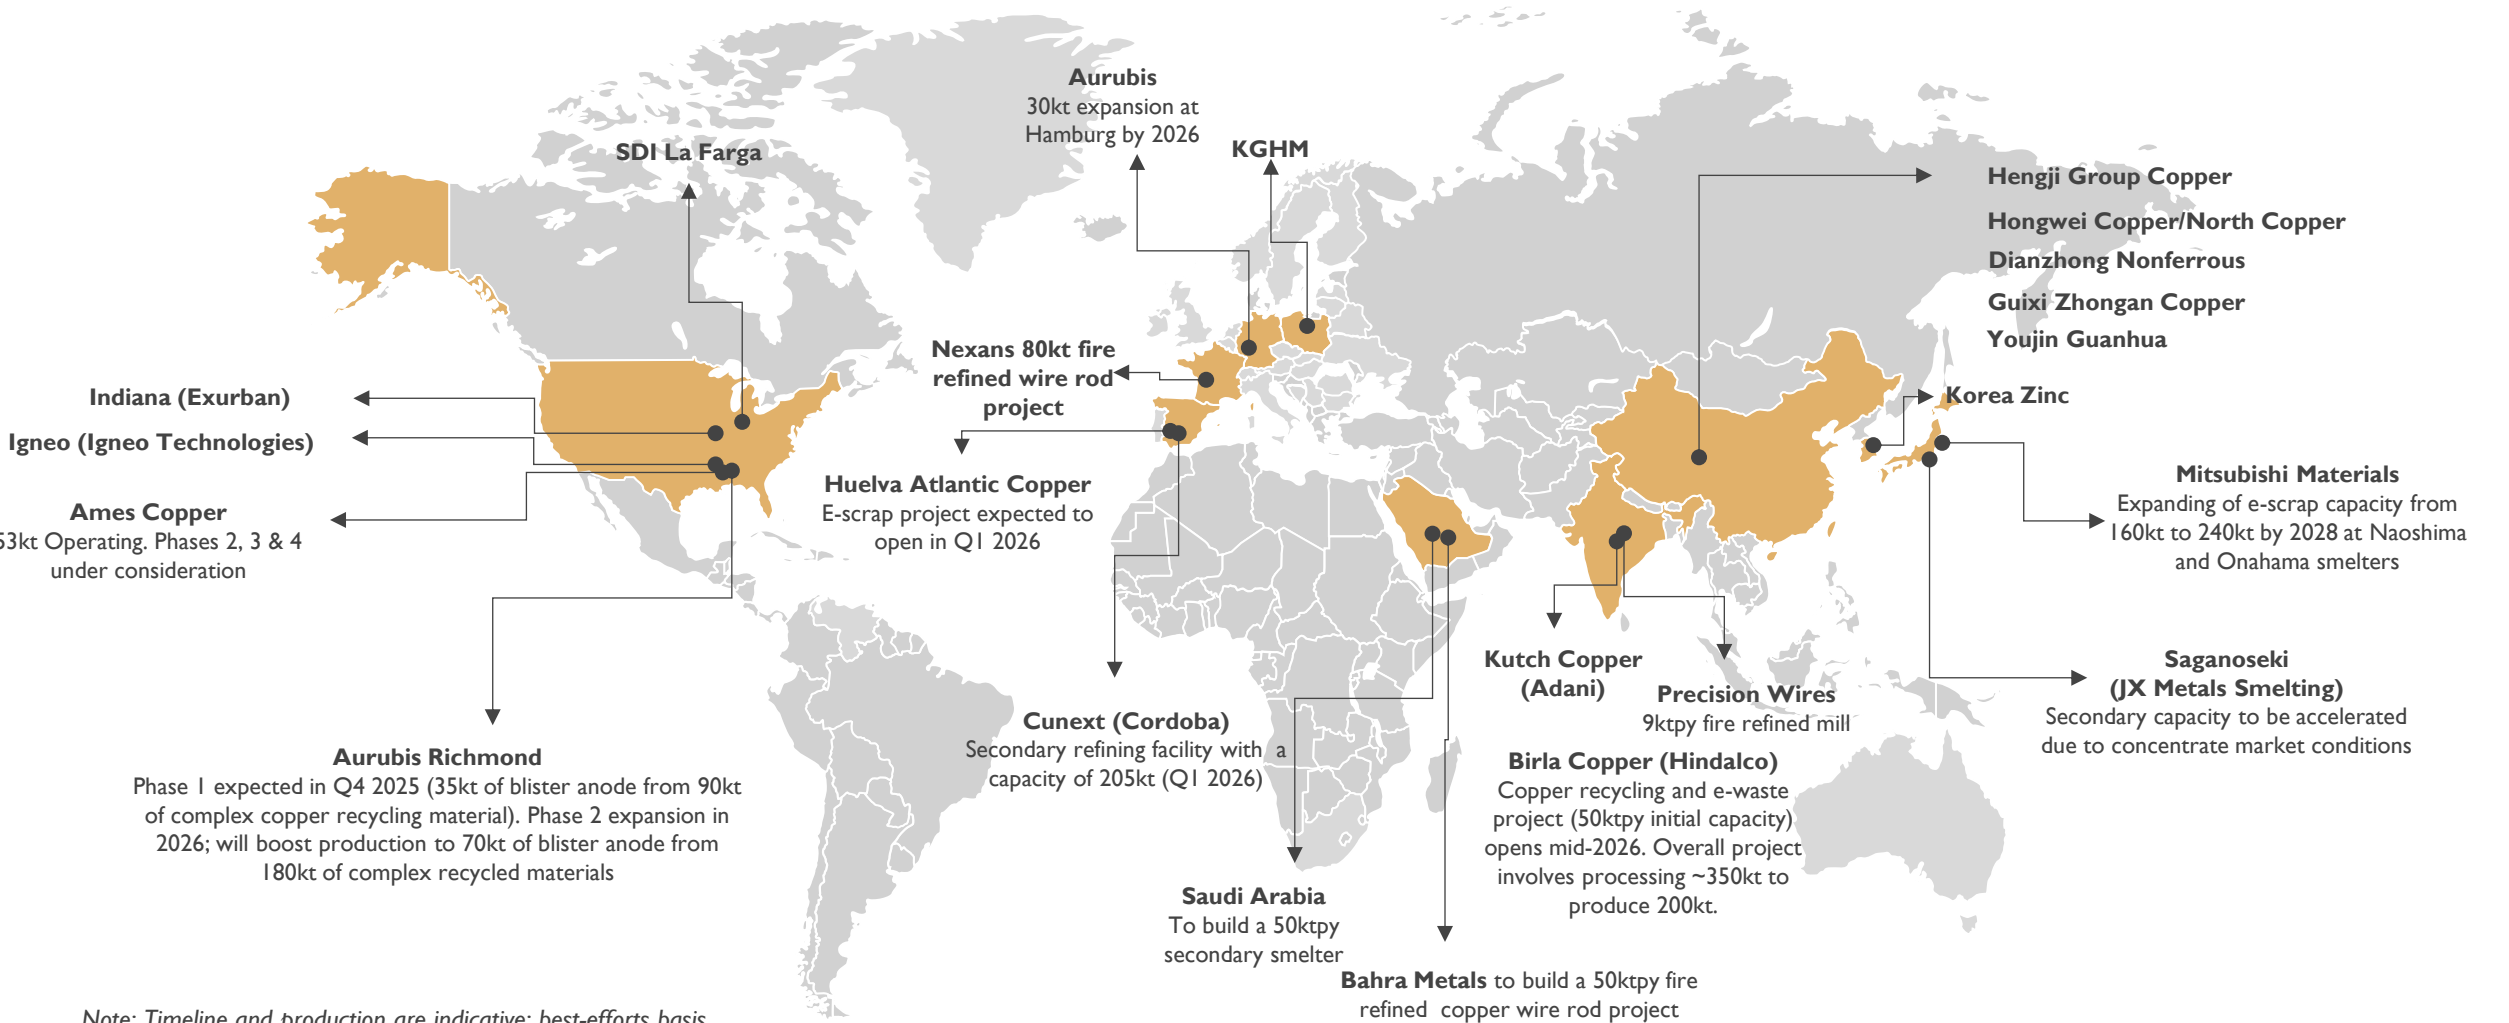 Aurubis
30kt expansion at
Hamburg by 2026
KGHM
SDI La Farga
Hengji Group Copper
Hongwei Copper/North Copper
Dianzhong Nonferrous
Guixi Zhongan Copper
Youjin Guanhua
Nexans 80kt fire
refined wire rod
project
Indiana (Exurban)
Korea Zinc
Igneo (Igneo Technologies)
Huelva Atlantic Copper
E-scrap project expected to
open in Q1 2026
Mitsubishi Materials
Expanding of e-scrap capacity from
160kt to 240kt by 2028 at Naoshima
and Onahama smelters
Ames Copper
53kt Operating. Phases 2, 3 & 4
under consideration
Kutch Copper
(Adani)
Precision Wires
9ktpy fire refined mill
Saganoseki
(JX Metals Smelting)
Secondary capacity to be accelerated
due to concentrate market conditions
Cunext (Cordoba)
Secondary refining facility with a
capacity of 205kt (Q1 2026)
Aurubis Richmond
Phase 1 expected in Q4 2025 (35kt of blister anode from 90kt
of complex copper recycling material). Phase 2 expansion in
2026; will boost production to 70kt of blister anode from
180kt of complex recycled materials
Birla Copper (Hindalco)
Copper recycling and e-waste
project (50ktpy initial capacity)
opens mid-2026. Overall project
involves processing ~350kt to
produce 200kt.
Saudi Arabia
To build a 50ktpy
secondary smelter
Bahra Metals to build a 50ktpy fire
refined copper wire rod project
Note: Timeline and production are indicative; best-efforts basis